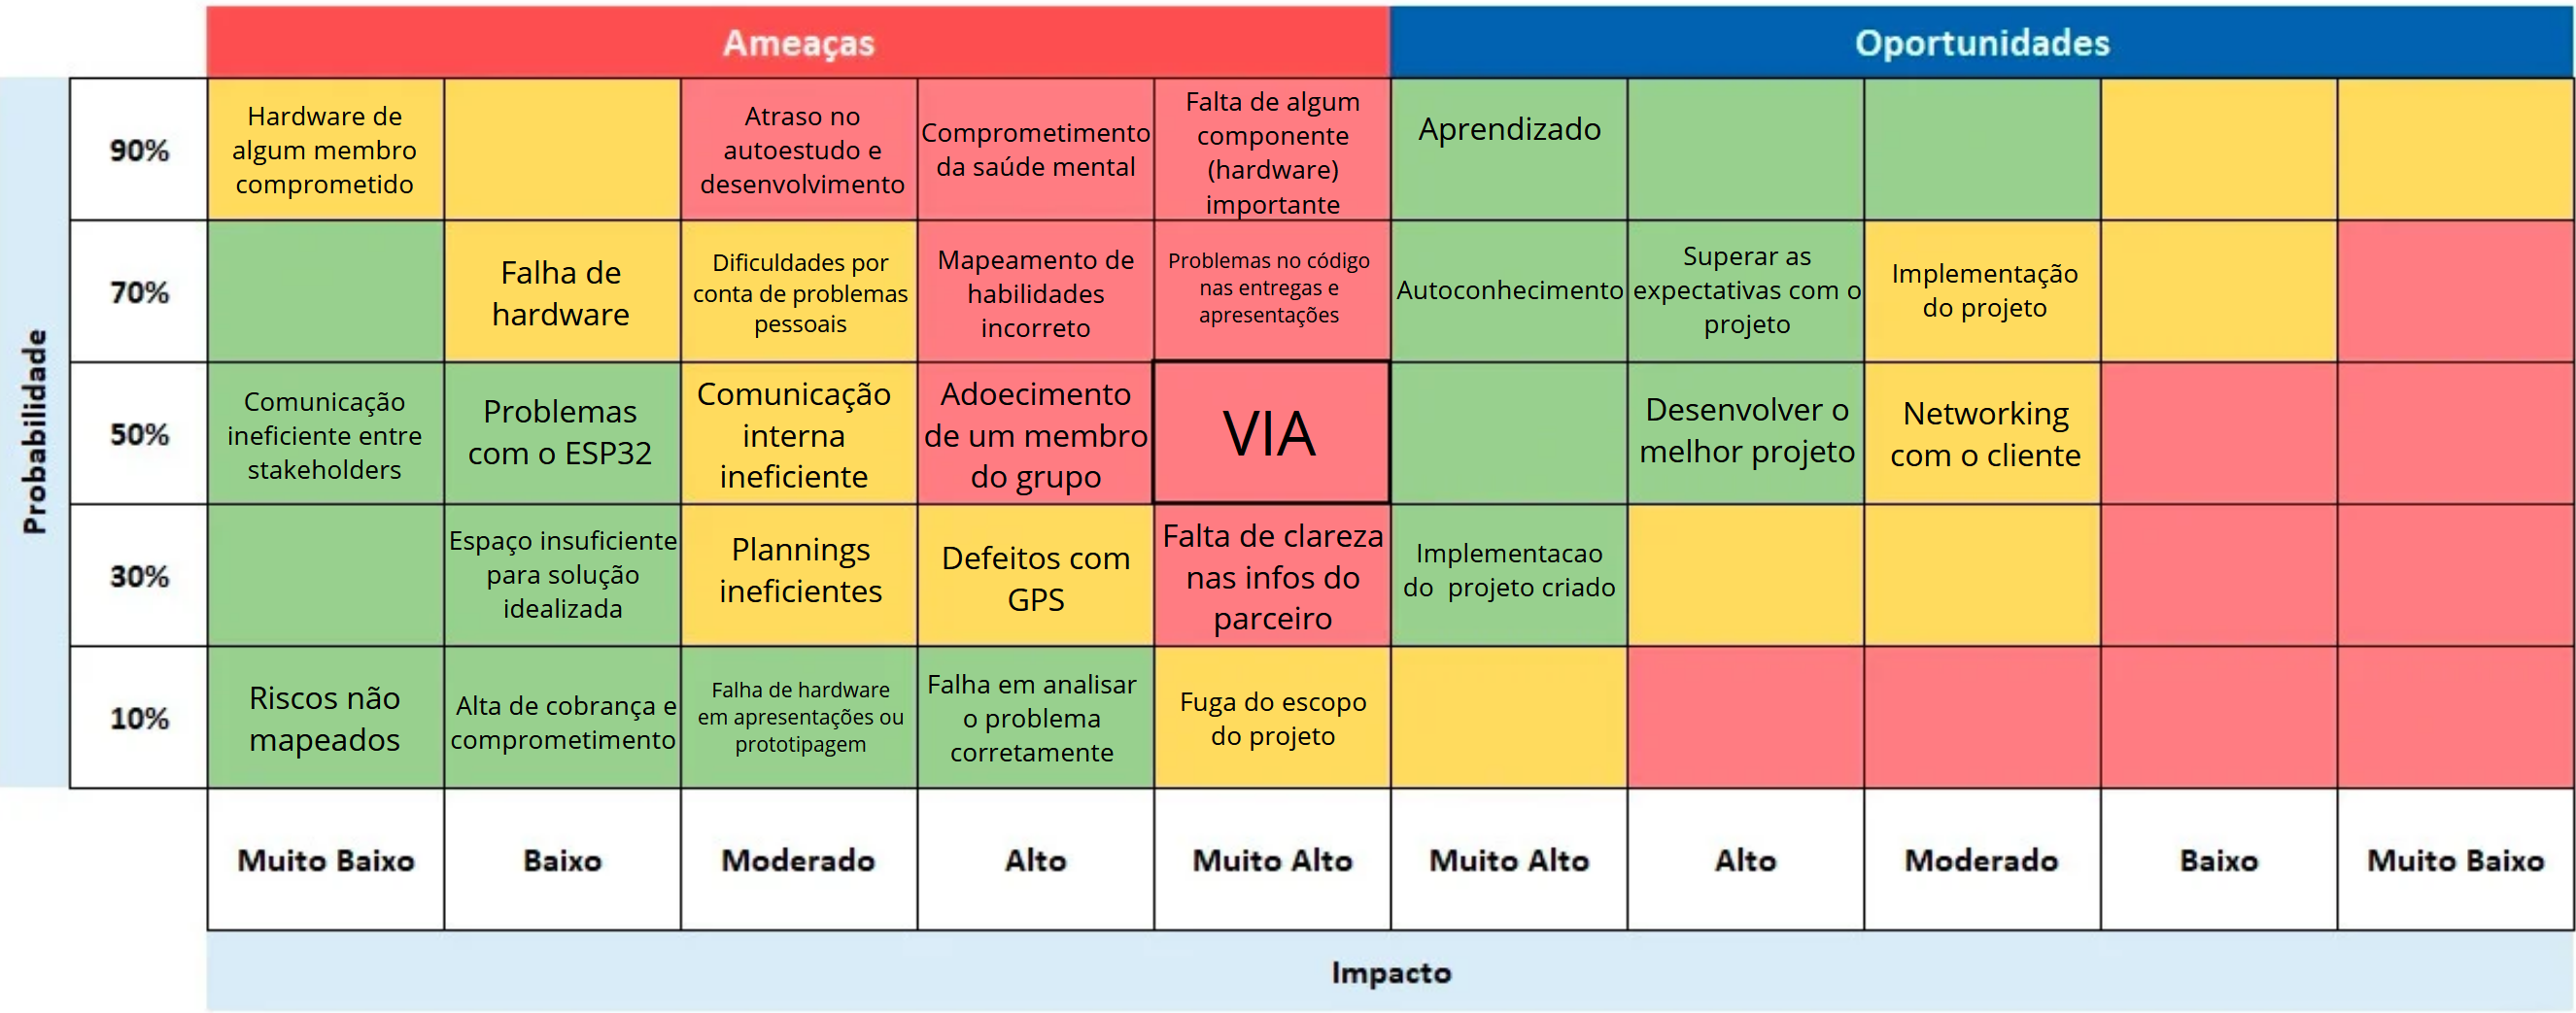 Ameaças
Oportunidades
Probabilidade
90%
Hardware de
algum membro
comprometido
Atraso no
autoestudo e
desenvolvimento
Comprometimento
da saúde mental
Falta de algum
componente
(hardware)
importante
Aprendizado
70%
Falha de
hardware
Dificuldades por
conta de problemas
pessoais
Mapeamento de
habilidades
incorreto
Problemas no código
nas entregas e
apresentações
Autoconhecimento
Superar as
expectativas com o
projeto
Implementação
do projeto
50%
Comunicação
ineficiente entre
stakeholders
Problemas
com o ESP32
Comunicação
interna
ineficiente
Adoecimento
de um membro
do grupo
VIA
Desenvolver o
melhor projeto
Networking
com o cliente
30%
Espaço insuficiente
para solução
idealizada
Plannings
ineficientes
Defeitos com
GPS
Falta de clareza
nas infos do
parceiro
Implementacao
do projeto criado
10%
Riscos não
mapeados
Alta de cobrança e
comprometimento
Falha de hardware
em apresentações ou
prototipagem
Falha em analisar
o problema
corretamente
Fuga do escopo
do projeto
Muito Baixo
Baixo
Moderado
Alto
Muito Alto
Muito Alto
Alto
Moderado
Baixo
Muito Baixo
Impacto